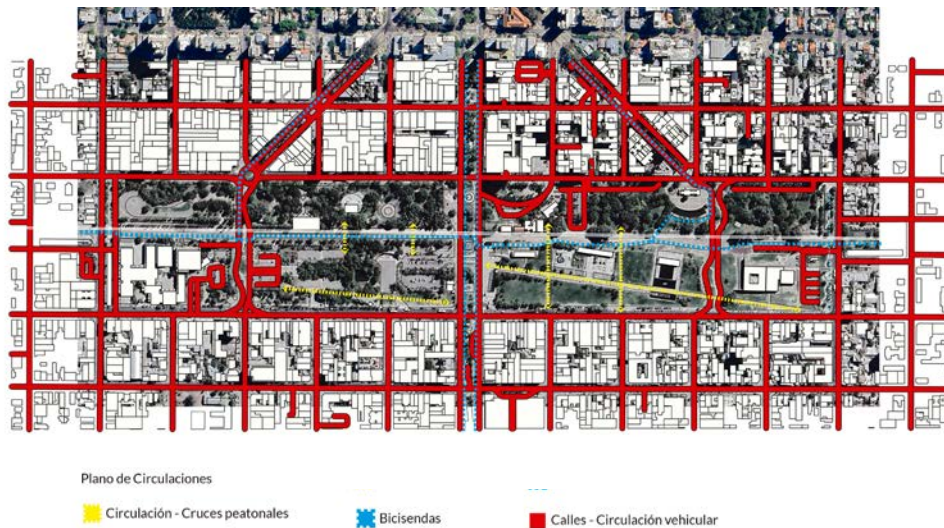 Plano de Circulaciones
Circulación - Cruces peatonales
Bicisendas
Calles - Circulación vehicular